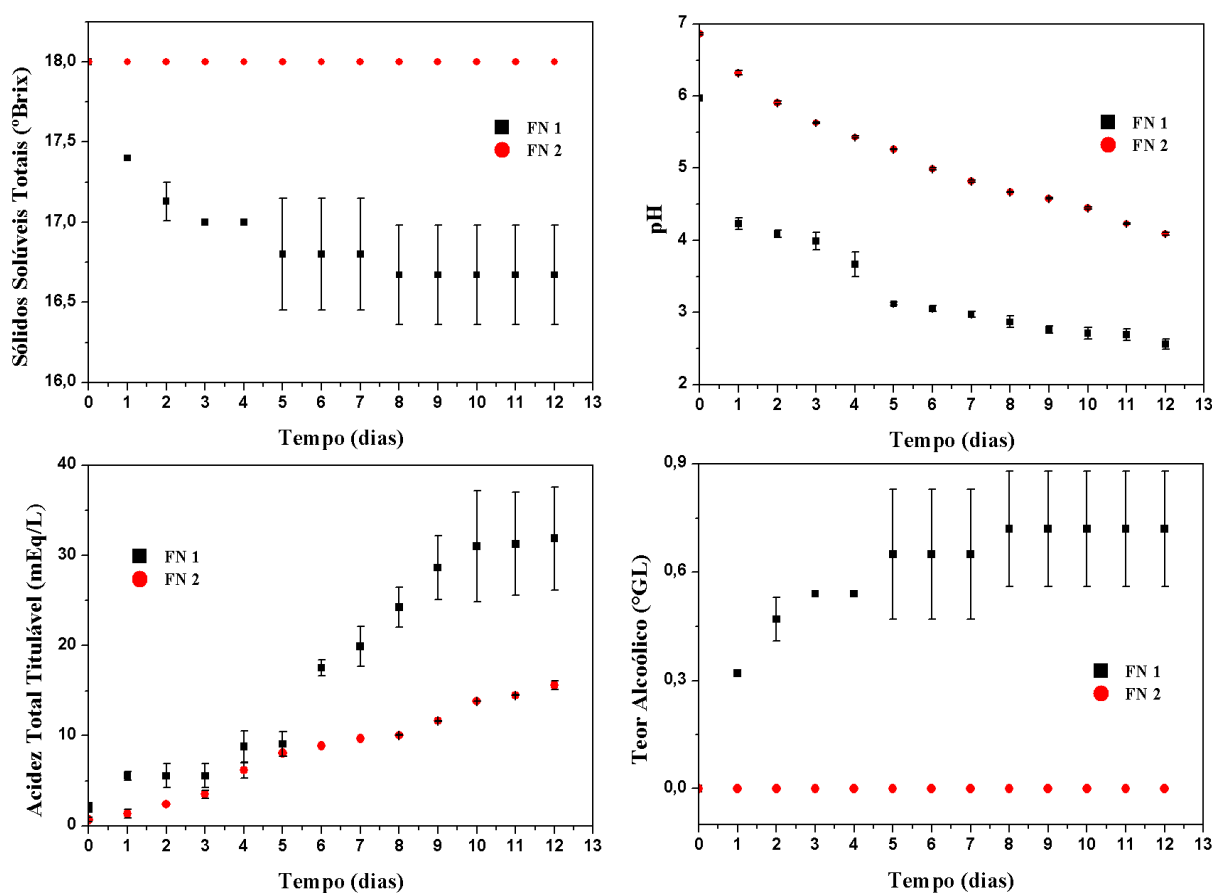 Sólidos Solúveis Totais (ºBrix)
18,0
17,5
17,0
16,5
16,0
0 1 2 3 4 5 6 7 8 9 10 11 12 13
Tempo (dias)
FN 1
FN 2
pH
7
6
5
4
3
2
0 1 2 3 4 5 6 7 8 9 10 11 12 13
Tempo (dias)
FN 1
FN 2
Acidez Total Titulável (mEq/L)
40
30
20
10
0
0 1 2 3 4 5 6 7 8 9 10 11 12 13
Tempo (dias)
FN 1
FN 2
Teor Alcoólico (°GL)
0,9
0,6
0,3
0,0
0 1 2 3 4 5 6 7 8 9 10 11 12 13
Tempo (dias)
FN 1
FN 2